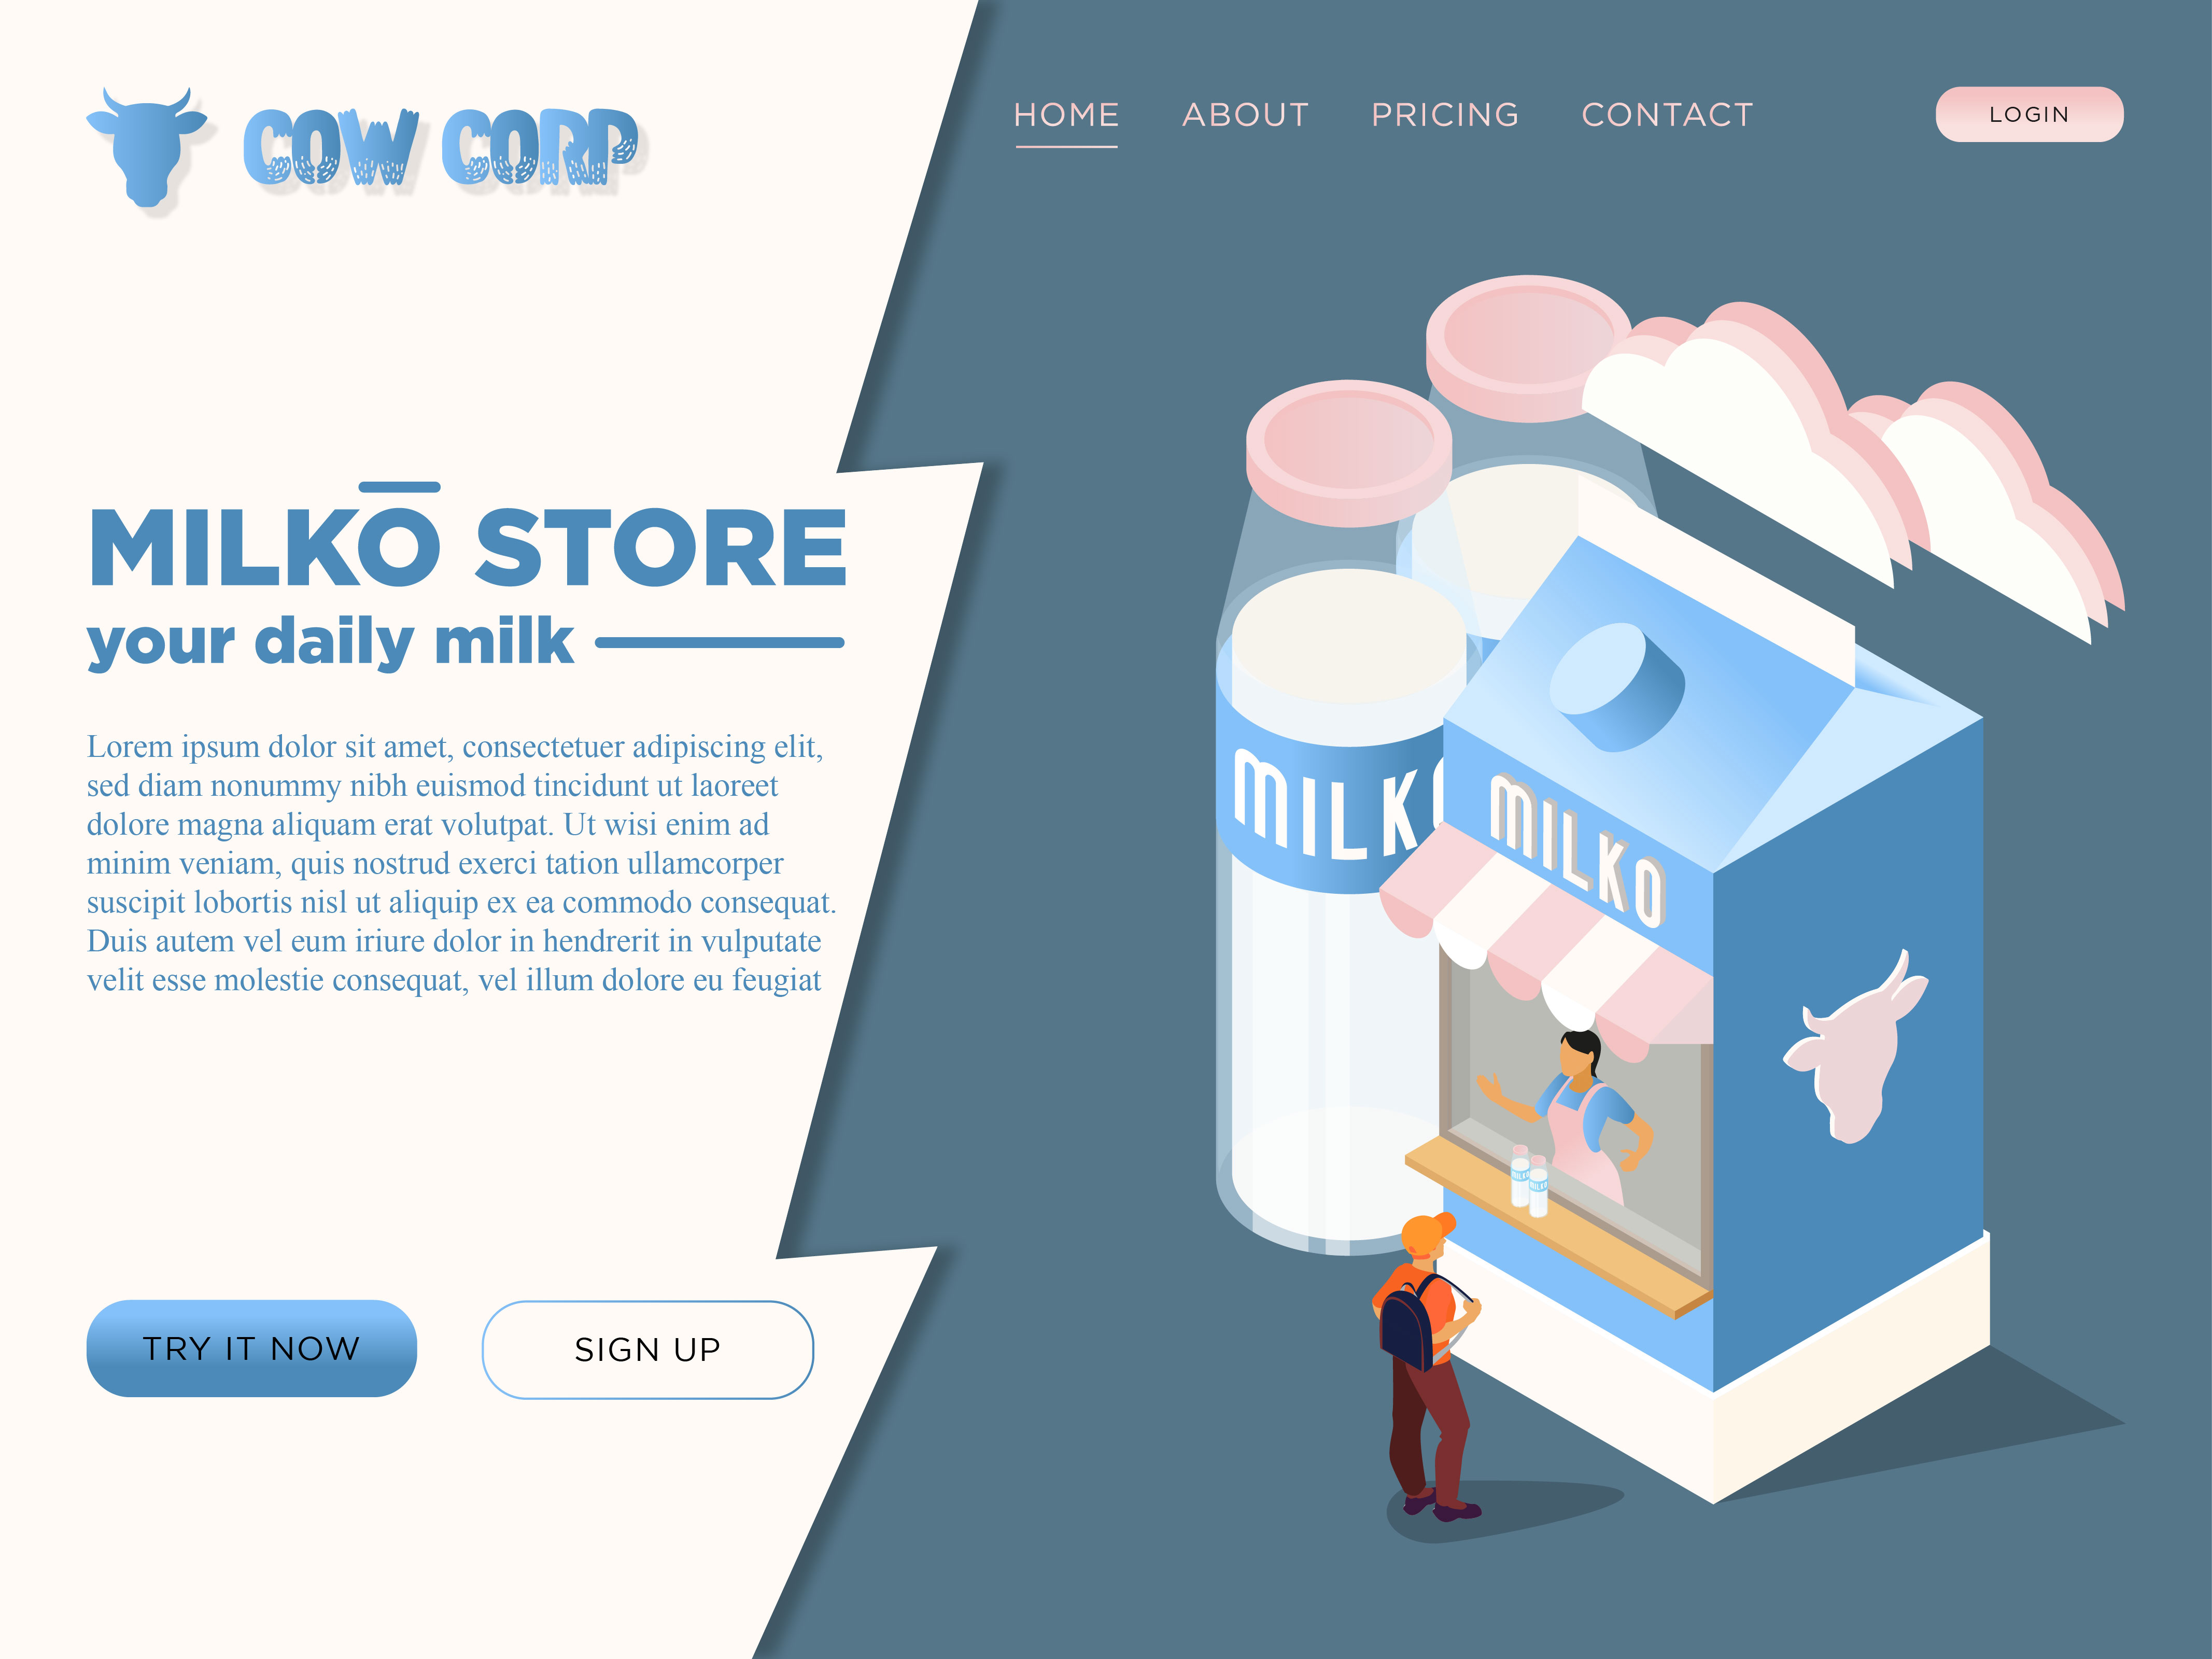 COW CORP
HOME ABOUT PRICING CONTACT
LOGIN
MILKŌ STORE
your daily milk
Lorem ipsum dolor sit amet, consectetuer adipiscing elit,
sed diam nonummy nibh euismod tincidunt ut laoreet
dolore magna aliquam erat volutpat. Ut wisi enim ad
minim veniam, quis nostrud exerci tation ullamcorper
suscipit lobortis nisl ut aliquip ex ea commodo consequat.
Duis autem vel eum iriure dolor in hendrerit in vulputate
velit esse molestie consequat, vel illum dolore eu feugiat
TRY IT NOW
SIGN UP
MILK
MILKO